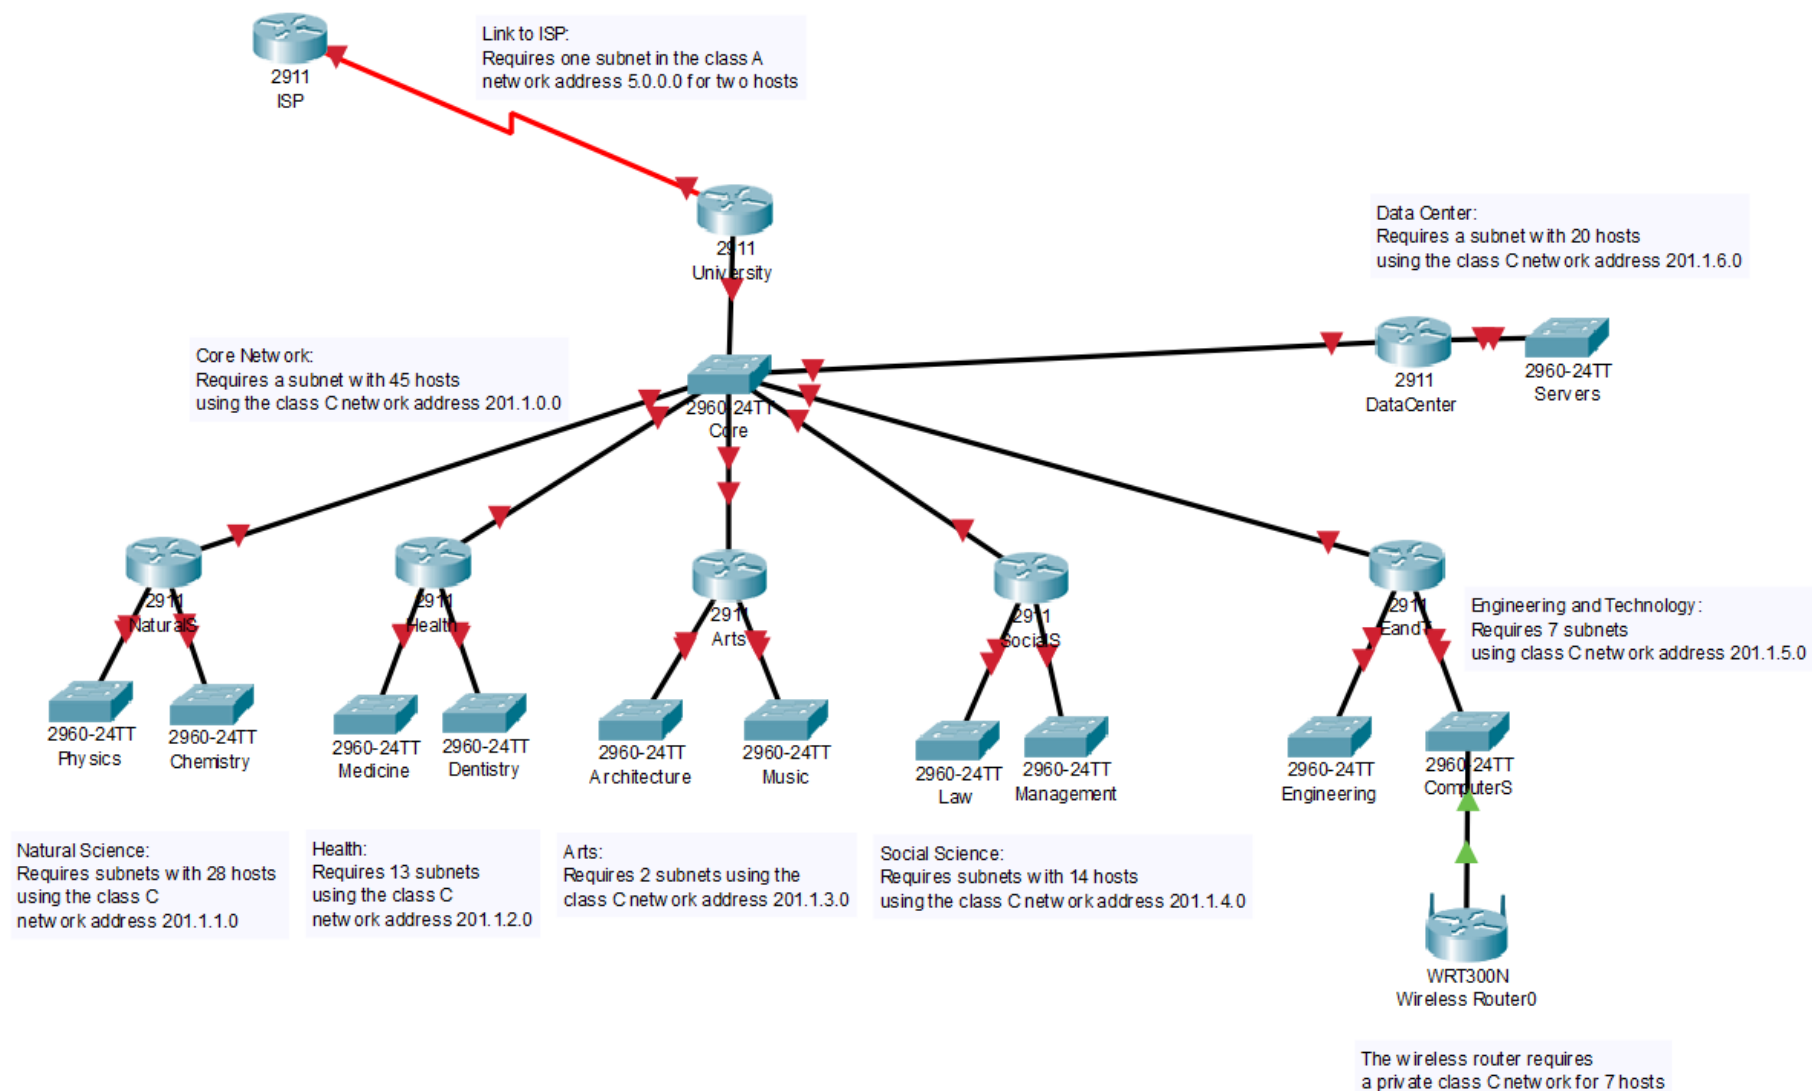 Link to ISP:
Requires one subnet in the class A
network address 5.0.0.0 for two hosts
2911
ISP
2911
University
Data Center:
Requires a subnet with 20 hosts
using the class C network address 201.1.6.0
Core Network:
Requires a subnet with 45 hosts
using the class C network address 201.1.0.0
2960-24TT
Core
2911
DataCenter
2960-24TT
Servers
2911
NaturalS
2911
Health
2911
Arts
2911
SocialS
2911
EandT
Engineering and Technology:
Requires 7 subnets
using class C network address 201.1.5.0
2960-24TT
Physics
2960-24TT
Chemistry
2960-24TT
Medicine
2960-24TT
Dentistry
2960-24TT
Architecture
2960-24TT
Music
2960-24TT
Law
2960-24TT
Management
2960-24TT
Engineering
2960-24TT
ComputerS
Natural Science:
Requires subnets with 28 hosts
using the class C
network address 201.1.1.0
Health:
Requires 13 subnets
using the class C
network address 201.1.2.0
Arts:
Requires 2 subnets using the
class C network address 201.1.3.0
Social Science:
Requires subnets with 14 hosts
using the class C network address 201.1.4.0
WRT300N
Wireless Router0
The wireless router requires
a private class C network for 7 hosts